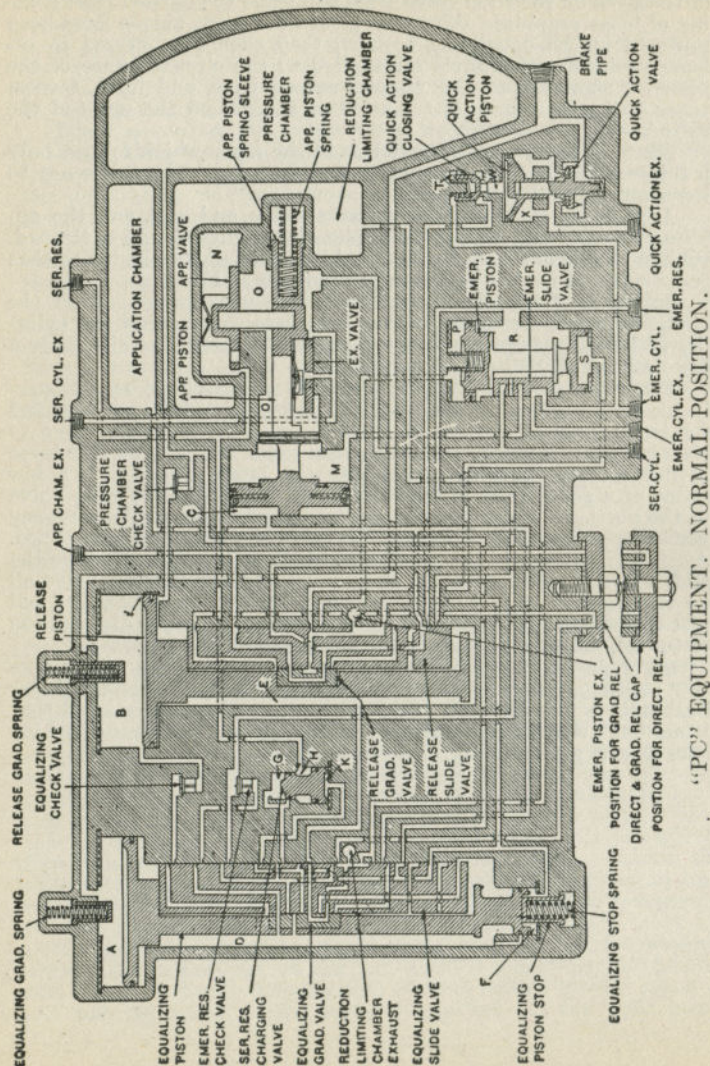 EQUALIZING GRAD. SPRING
RELEASE GRAD. SPRING
EQUALIZING
CHECK VALVE
RELEASE
PISTON
APP. CHAM. EX.
PRESSURE
CHAMBER
CHECK VALVE
SER. CYL. EX
SER. RES.
APPLICATION CHAMBER
APP. PISTON
APP. VALVE
APP. PISTON
SPRING SLEEVE
PRESSURE
CHAMBER
APP. PISTON
SPRING
REDUCTION
LIMITING CHAMBER
QUICK ACTION
CLOSING VALVE
QUICK
ACTION
PISTON
BRAKE
PIPE
QUICK ACTION
VALVE
A
B
C
D
E
F
G
H
K
M
N
O
O
P
R
S
T
W
X
EX. VALVE
EMER.
PISTON
EMER.
SLIDE
VALVE
EQUALIZING
PISTON
EMER. RES.
CHECK VALVE
SER. RES.
CHARGING
VALVE
EQUALIZING
GRAD. VALVE
REDUCTION
LIMITING
CHAMBER
EXHAUST
EQUALIZING
SLIDE VALVE
EQUALIZING
PISTON STOP
EQUALIZING STOP SPRING
RELEASE
GRAD.
VALVE
RELEASE
SLIDE
VALVE
EMER. PISTON EX.
POSITION FOR GRAD REL
DIRECT & GRAD. REL CAP
POSITION FOR DIRECT REL.
SER. CYL.
EMER. CYL. EX.
EMER. CYL.
EMER. RES.
QUICK ACTION EX.
"PC" EQUIPMENT. NORMAL POSITION.